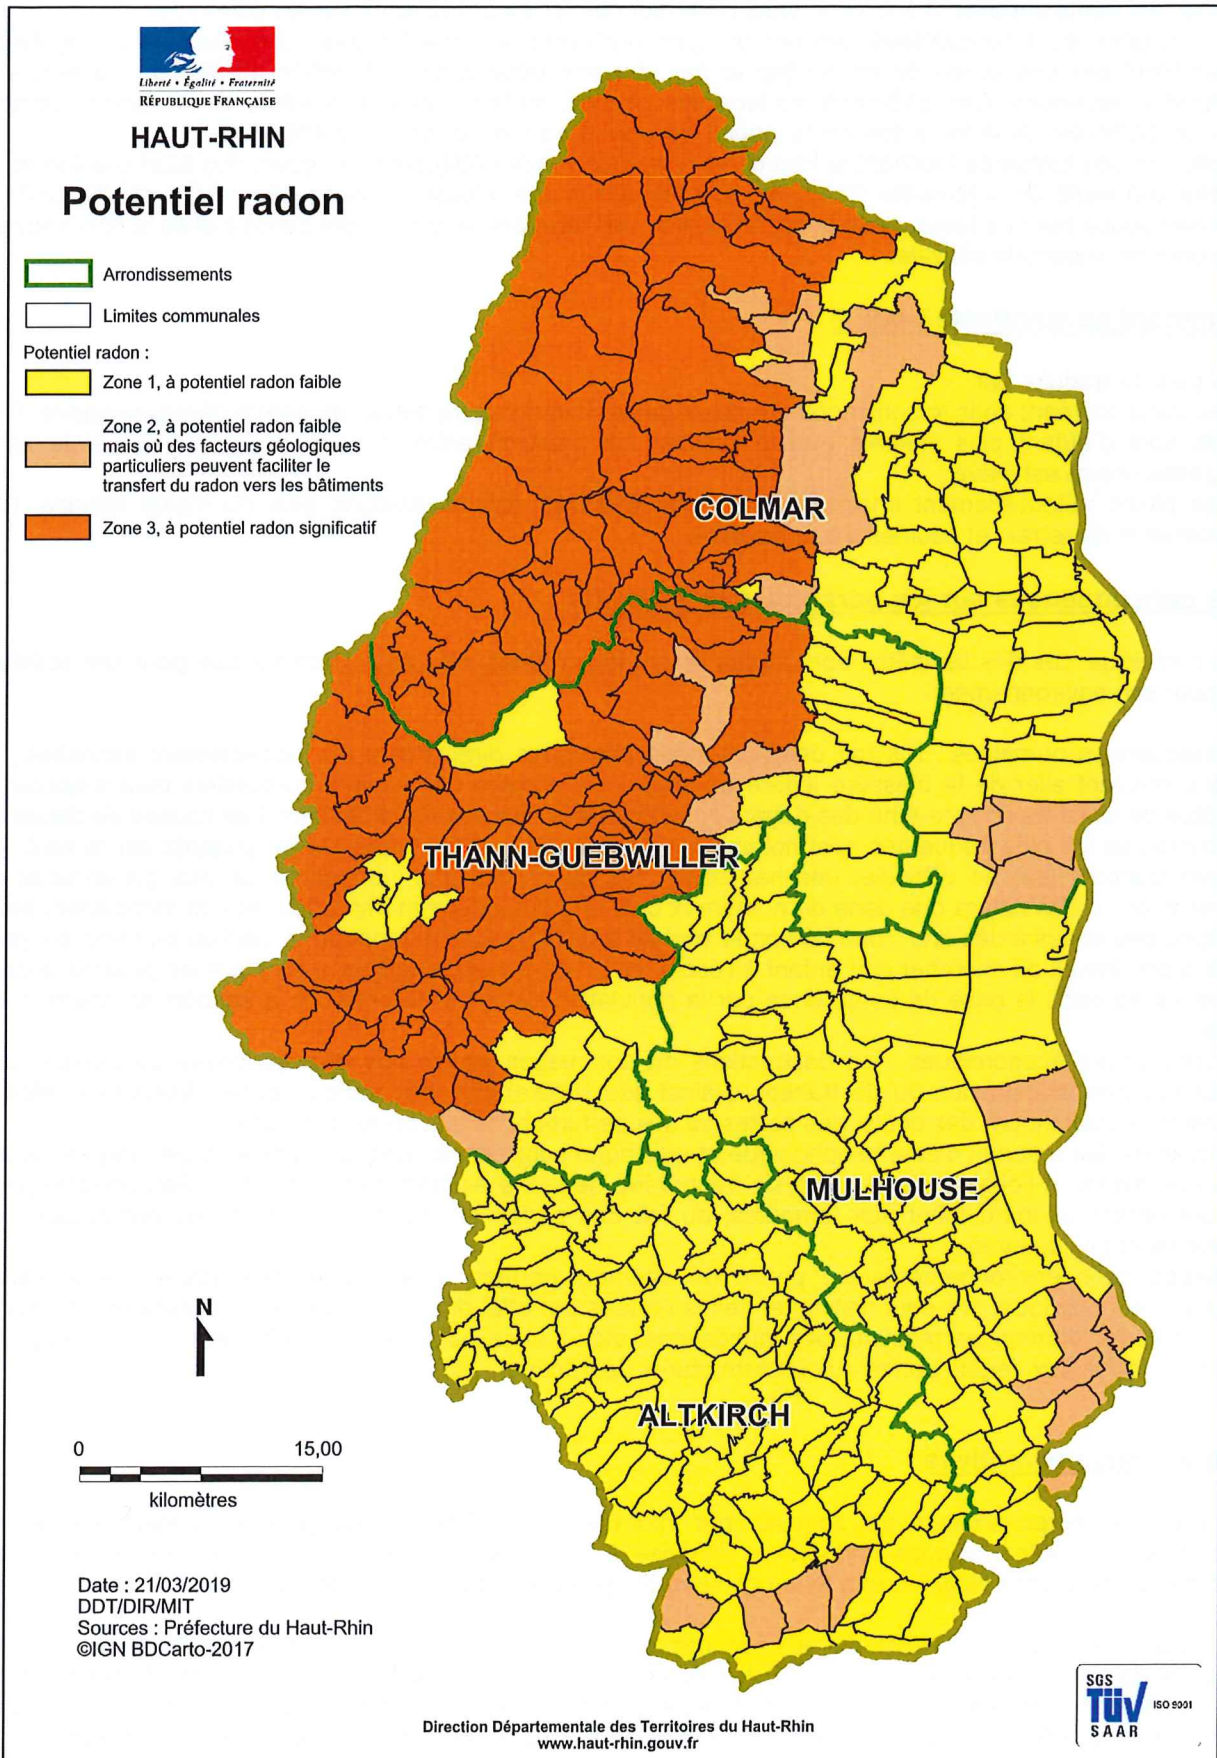 Liberté • Égalité • Fraternité
RÉPUBLIQUE FRANÇAISE
HAUT-RHIN
Potentiel radon
Arrondissements
Limites communales
Potentiel radon :
Zone 1, à potentiel radon faible
Zone 2, à potentiel radon faible
mais où des facteurs géologiques
particuliers peuvent faciliter le
transfert du radon vers les bâtiments
Zone 3, à potentiel radon significatif
COLMAR
THANN-GUEBWILLER
MULHOUSE
ALTKIRCH
N
0 15,00
kilomètres
Date : 21/03/2019
DDT/DIR/MIT
Sources : Préfecture du Haut-Rhin
©IGN BDCarto-2017
Direction Départementale des Territoires du Haut-Rhin
www.haut-rhin.gouv.fr
SGS
TÜV
SAAR
ISO 9001